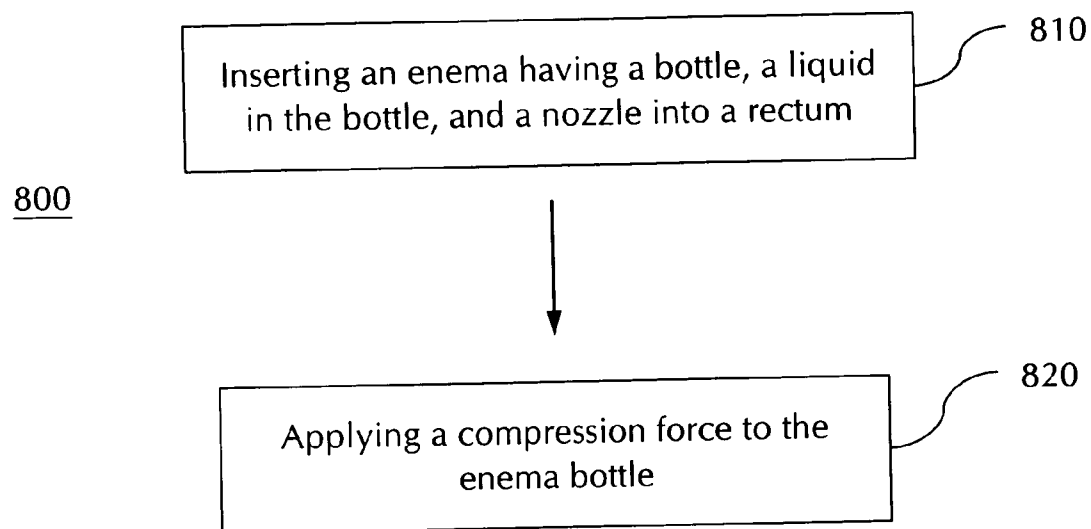 810
Inserting an enema having a bottle, a liquid
in the bottle, and a nozzle into a rectum
800
820
Applying a compression force to the
enema bottle